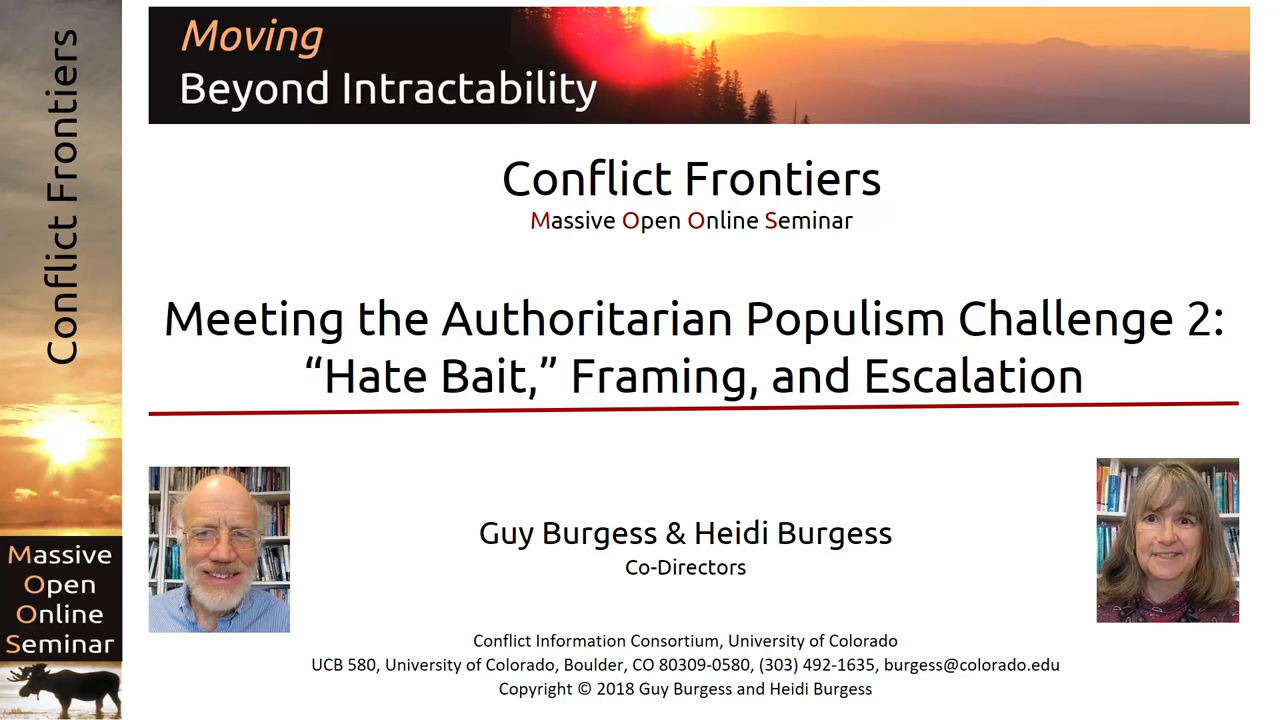 Conflict Frontiers
Moving
Beyond Intractability
Conflict Frontiers
Massive Open Online Seminar
Meeting the Authoritarian Populism Challenge 2:
“Hate Bait,” Framing, and Escalation
Guy Burgess & Heidi Burgess
Co-Directors
Conflict Information Consortium, University of Colorado
UCB 580, University of Colorado, Boulder, CO 80309-0580, (303) 492-1635, burgess@colorado.edu
Copyright © 2018 Guy Burgess and Heidi Burgess
Massive
Open
Online
Seminar